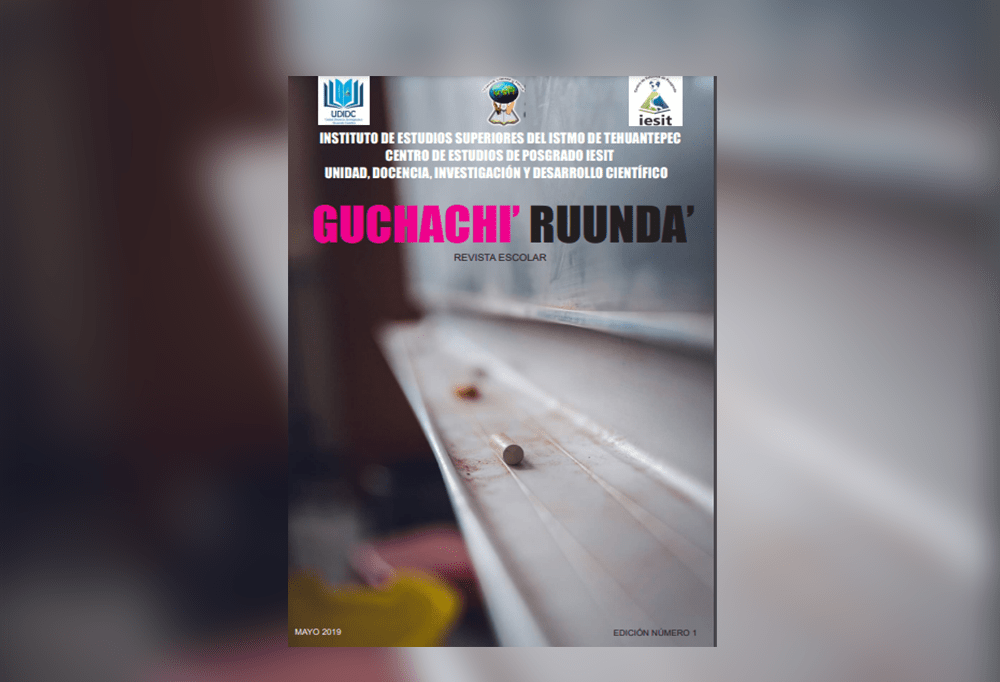 UDIDC
iesit
INSTITUTO DE ESTUDIOS SUPERIORES DEL ISTMO DE TEHUANTEPEC
CENTRO DE ESTUDIOS DE POSGRADO IESIT
UNIDAD, DOCENCIA, INVESTIGACIÓN Y DESARROLLO CIENTÍFICO
GUCHACHI’ RUUNDA’
REVISTA ESCOLAR
MAYO 2019
EDICIÓN NÚMERO 1